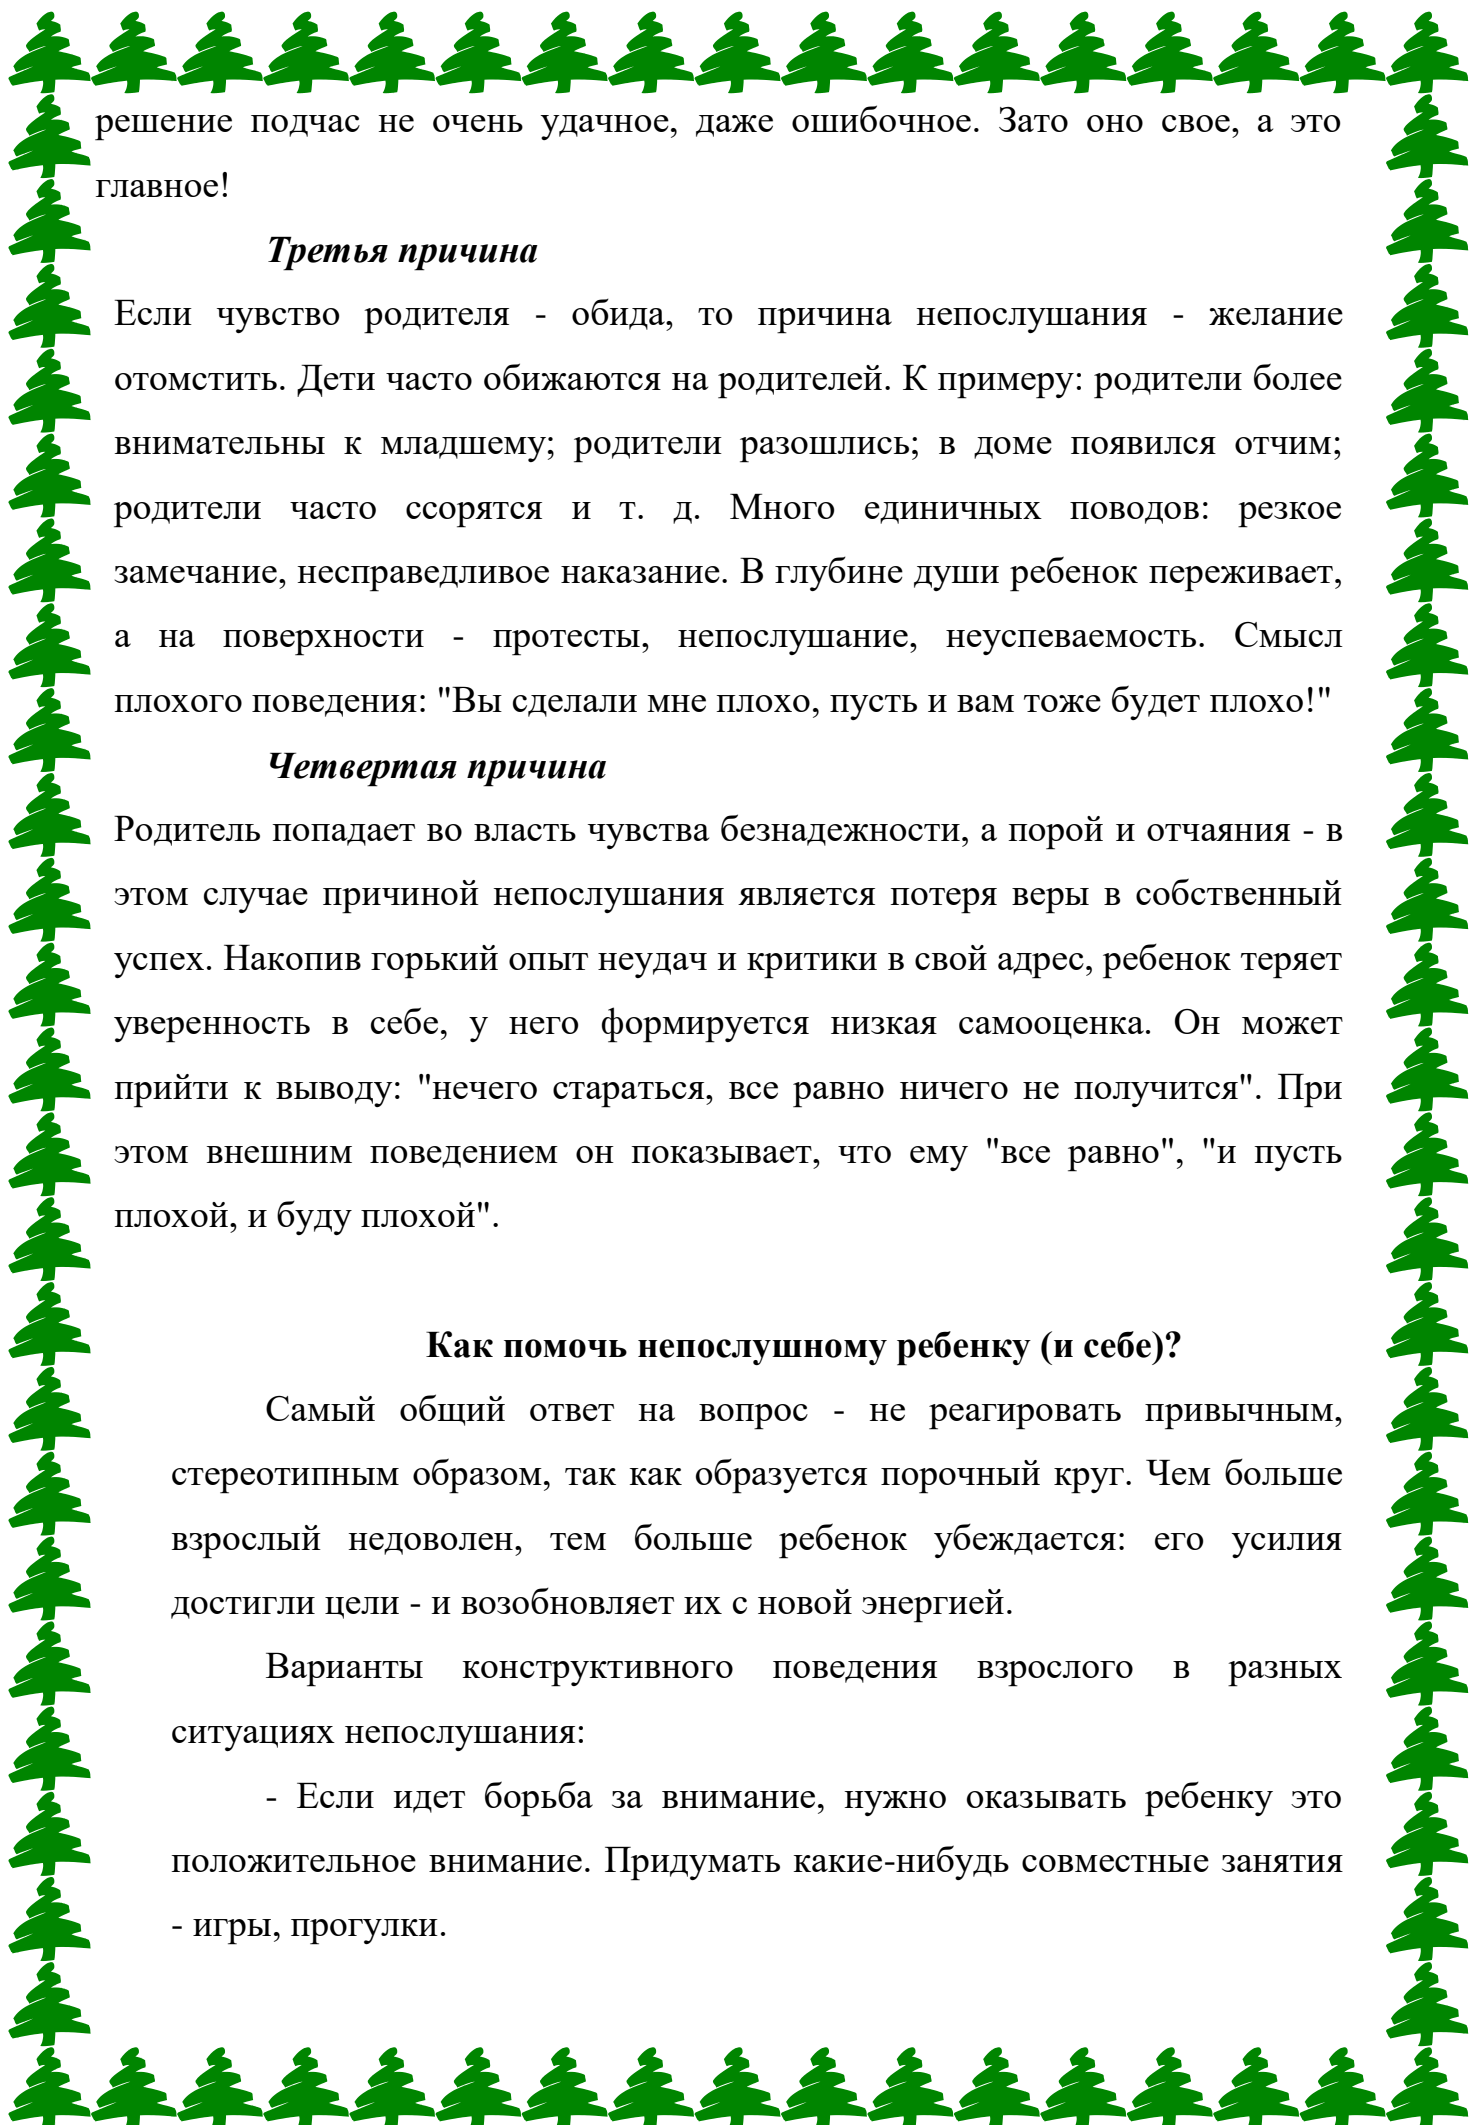 решение подчас не очень удачное, даже ошибочное. Зато оно свое, а это
главное!
Третья причина
Если чувство родителя - обида, то причина непослушания - желание
отомстить. Дети часто обижаются на родителей. К примеру: родители более
внимательны к младшему; родители разошлись; в доме появился отчим;
родители часто ссорятся и т. д. Много единичных поводов: резкое
замечание, несправедливое наказание. В глубине души ребенок переживает,
а на поверхности - протесты, непослушание, неуспеваемость. Смысл
плохого поведения: "Вы сделали мне плохо, пусть и вам тоже будет плохо!"
Четвертая причина
Родитель попадает во власть чувства безнадежности, а порой и отчаяния - в
этом случае причиной непослушания является потеря веры в собственный
успех. Накопив горький опыт неудач и критики в свой адрес, ребенок теряет
уверенность в себе, у него формируется низкая самооценка. Он может
прийти к выводу: "нечего стараться, все равно ничего не получится". При
этом внешним поведением он показывает, что ему "все равно", "и пусть
плохой, и буду плохой".
Как помочь непослушному ребенку (и себе)?
Самый общий ответ на вопрос - не реагировать привычным,
стереотипным образом, так как образуется порочный круг. Чем больше
взрослый недоволен, тем больше ребенок убеждается: его усилия
достигли цели - и возобновляет их с новой энергией.
Варианты конструктивного поведения взрослого в разных
ситуациях непослушания:
- Если идет борьба за внимание, нужно оказывать ребенку это
положительное внимание. Придумать какие-нибудь совместные занятия
- игры, прогулки.